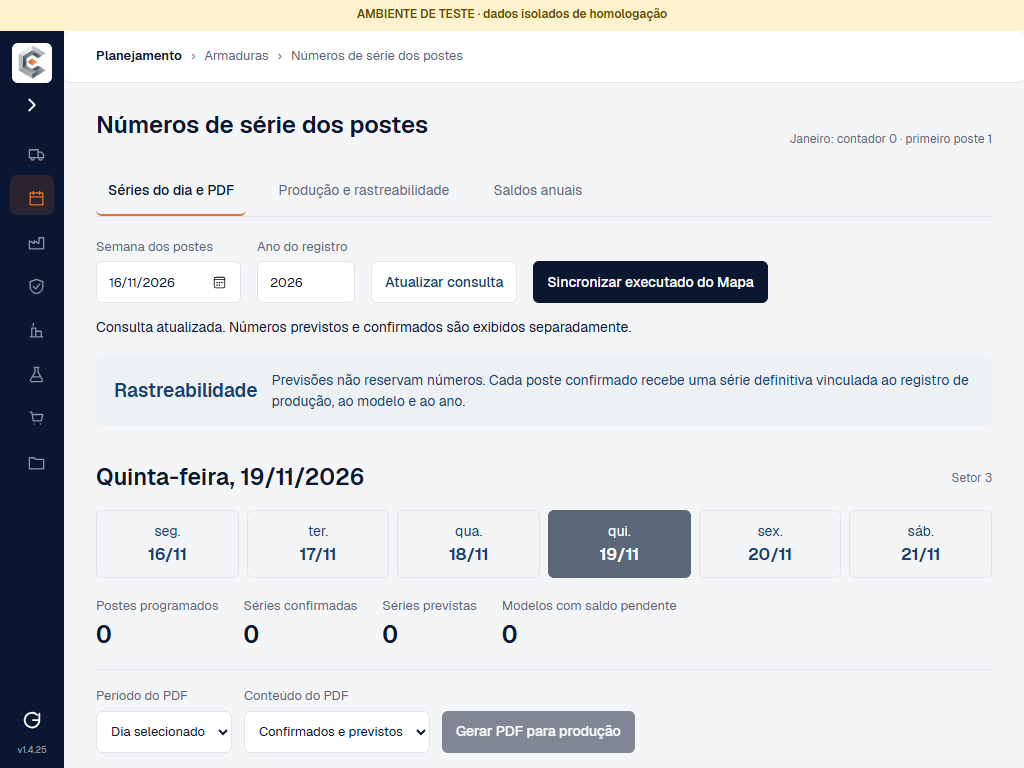 AMBIENTE DE TESTE · dados isolados de homologação
Planejamento › Armaduras › Números de série dos postes
Números de série dos postes
Janeiro: contador 0 · primeiro poste 1
Séries do dia e PDF
Produção e rastreabilidade
Saldos anuais
Semana dos postes
Ano do registro
16/11/2026
2026
Atualizar consulta
Sincronizar executado do Mapa
Consulta atualizada. Números previstos e confirmados são exibidos separadamente.
Rastreabilidade
Previsões não reservam números. Cada poste confirmado recebe uma série definitiva vinculada ao registro de
produção, ao modelo e ao ano.
Quinta-feira, 19/11/2026
Setor 3
seg.
16/11
ter.
17/11
qua.
18/11
qui.
19/11
sex.
20/11
sáb.
21/11
Postes programados
0
Séries confirmadas
0
Séries previstas
0
Modelos com saldo pendente
0
Período do PDF
Conteúdo do PDF
Dia selecionado
Confirmados e previstos
Gerar PDF para produção
v1.4.25